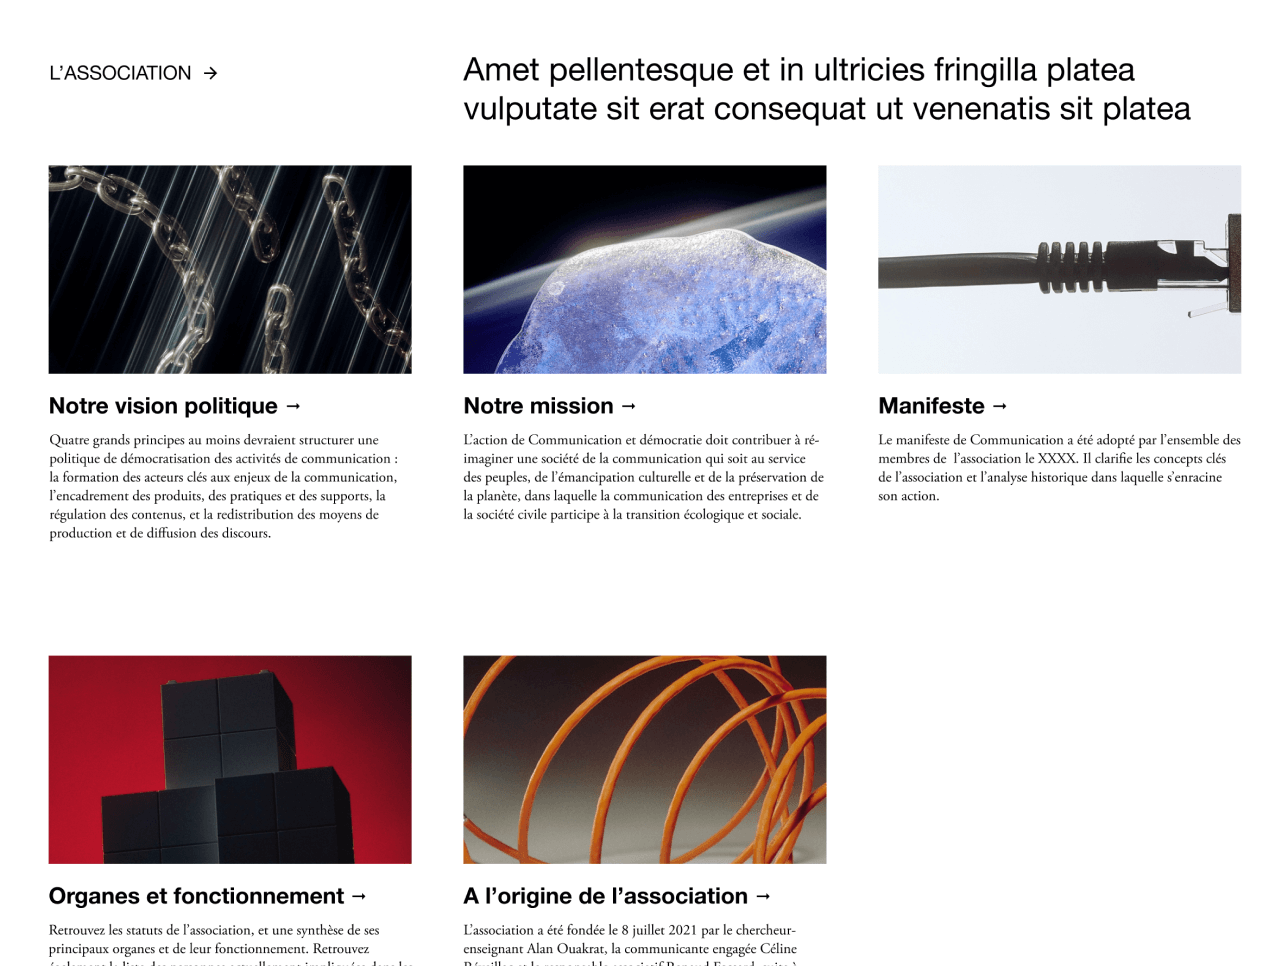 L’ASSOCIATION →
Amet pellentesque et in ultricies fringilla platea
vulputate sit erat consequat ut venenatis sit platea
Notre vision politique →
Quatre grands principes au moins devraient structurer une
politique de démocratisation des activités de communication :
la formation des acteurs clés aux enjeux de la communication,
l’encadrement des produits, des pratiques et des supports, la
régulation des contenus, et la redistribution des moyens de
production et de diffusion des discours.
Notre mission →
L’action de Communication et démocratie doit contribuer à ré-
imaginer une société de la communication qui soit au service
des peuples, de l’émancipation culturelle et de la préservation de
la planète, dans laquelle la communication des entreprises et de
la société civile participe à la transition écologique et sociale.
Manifeste →
Le manifeste de Communication a été adopté par l’ensemble des
membres de  l’association le XXXX. Il clarifie les concepts clés
de l’association et l’analyse historique dans laquelle s’enracine
son action.
Organes et fonctionnement →
Retrouvez les statuts de l’association, et une synthèse de ses
principaux organes et de leur fonctionnement. Retrouvez
A l’origine de l’association →
L’association a été fondée le 8 juillet 2021 par le chercheur-
enseignant Alan Ouakrat, la communicante engagée Céline